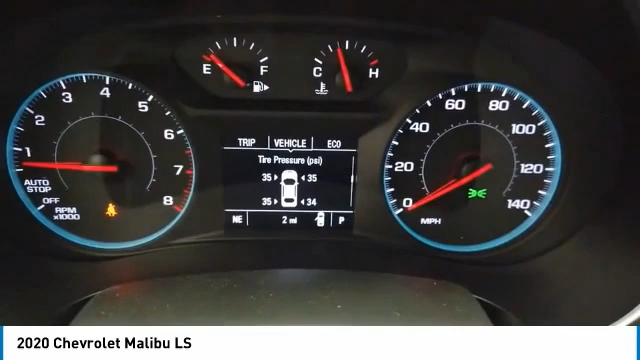 E F
C H
1 2 3 4 5 6 7 8
AUTO
STOP
OFF
RPM
x1000
TRIP VEHICLE ECO
Tire Pressure (psi)
35 35
35 34
NE 2 mi P
0 20 40 60 80 100 120 140
MPH
2020 Chevrolet Malibu LS